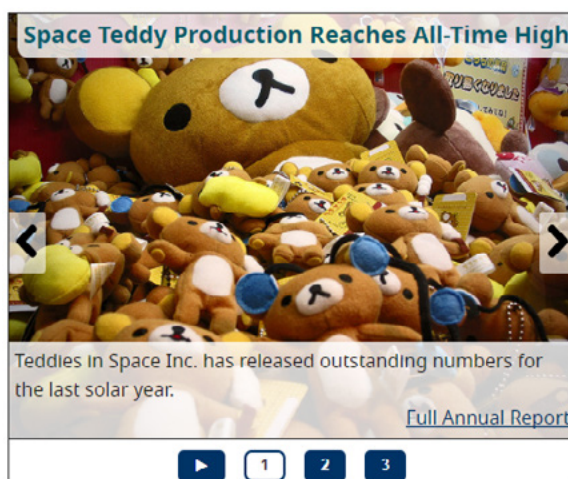 Space Teddy Production Reaches All-Time High
Teddies in Space Inc. has released outstanding numbers for
the last solar year.
Full Annual Report
1
2
3